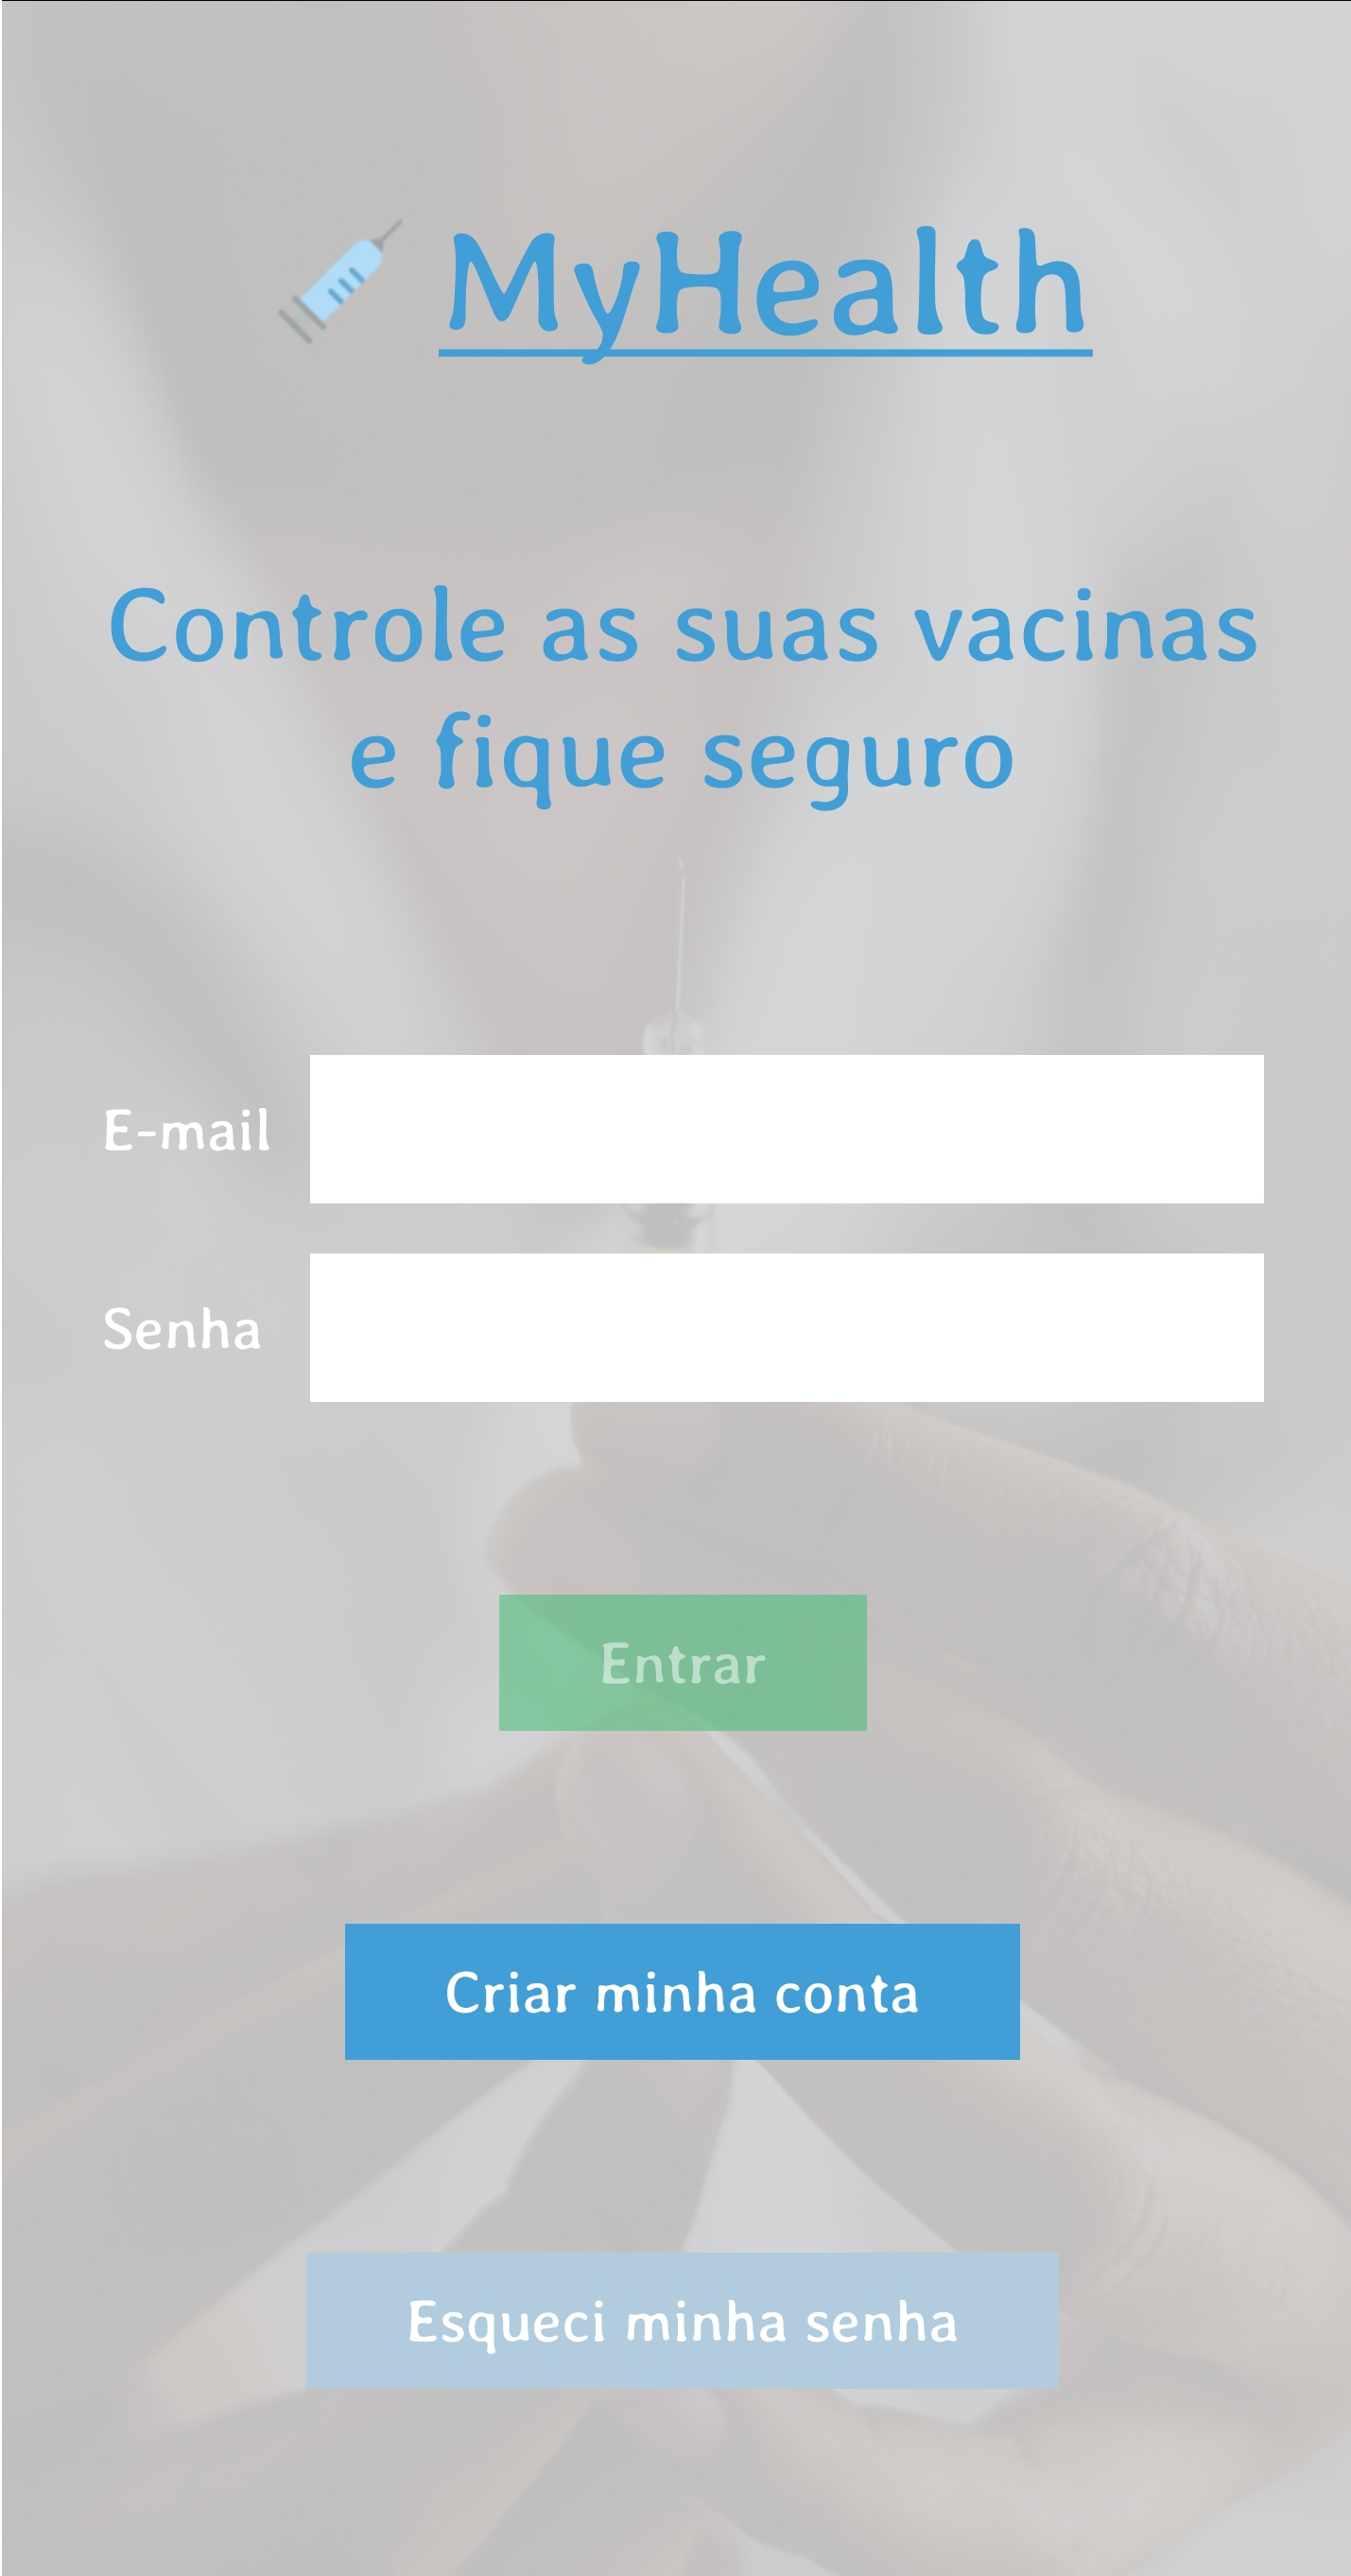 MyHealth
Controle as suas vacinas
e fique seguro
E-mail
Senha
Entrar
Criar minha conta
Esqueci minha senha